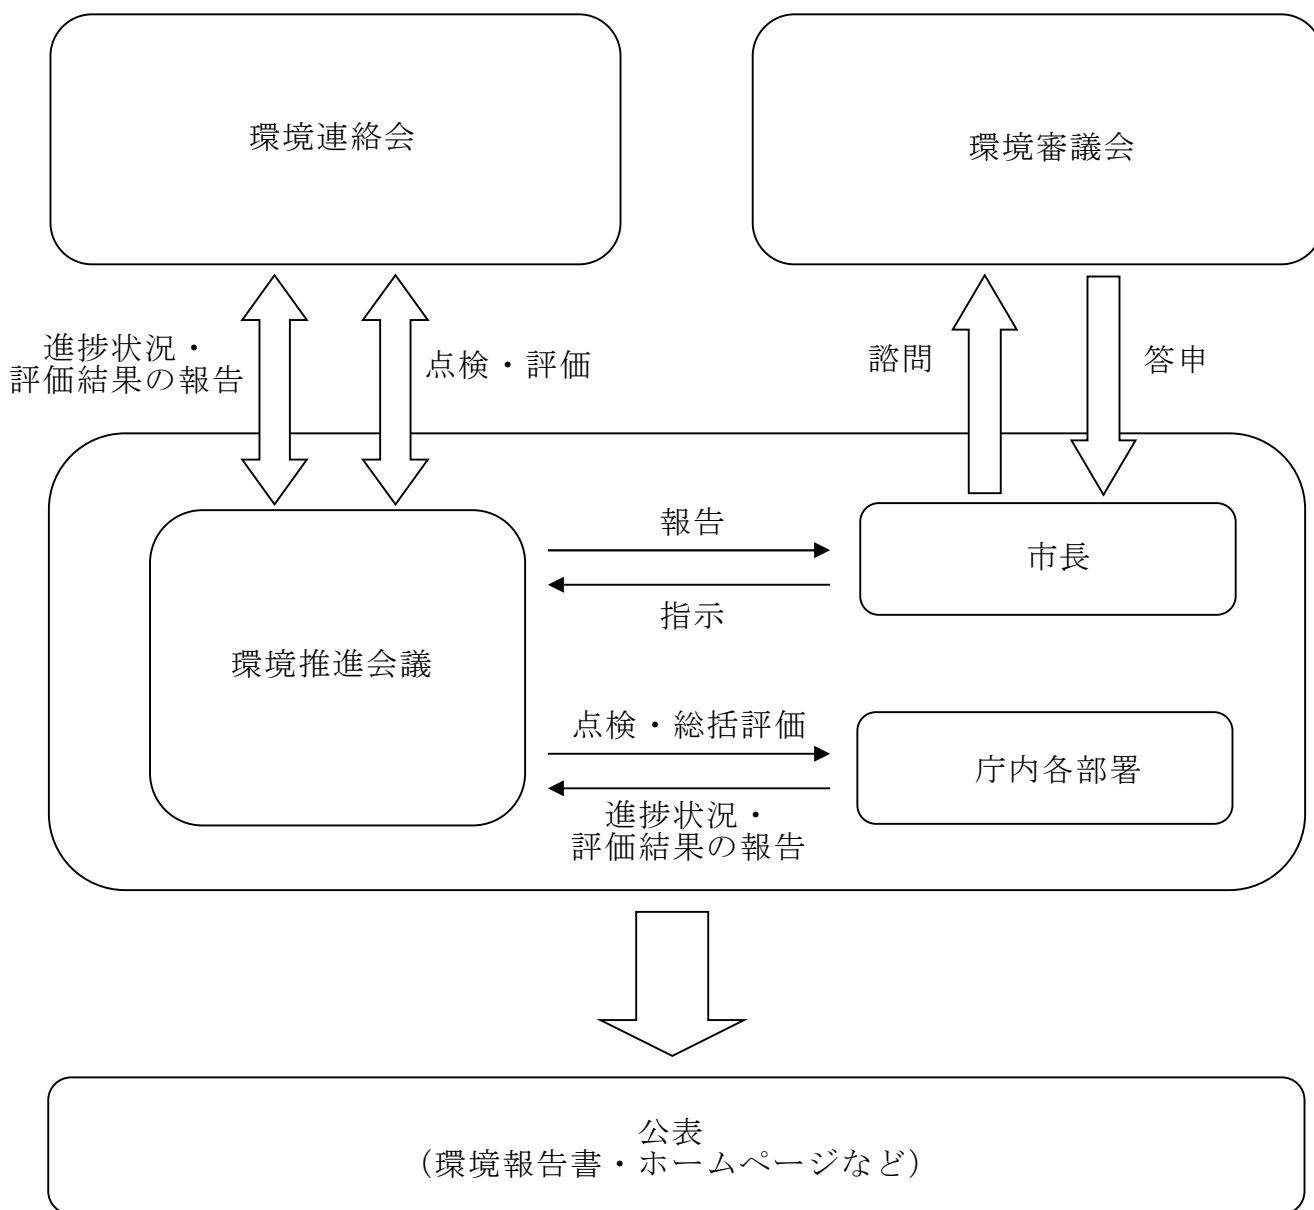 環境連絡会
環境審議会
進捗状況・
評価結果の報告
点検・評価
諮問
答申
報告
市長
指示
環境推進会議
点検・総括評価
庁内各部署
進捗状況・
評価結果の報告
公表
（環境報告書・ホームページなど）